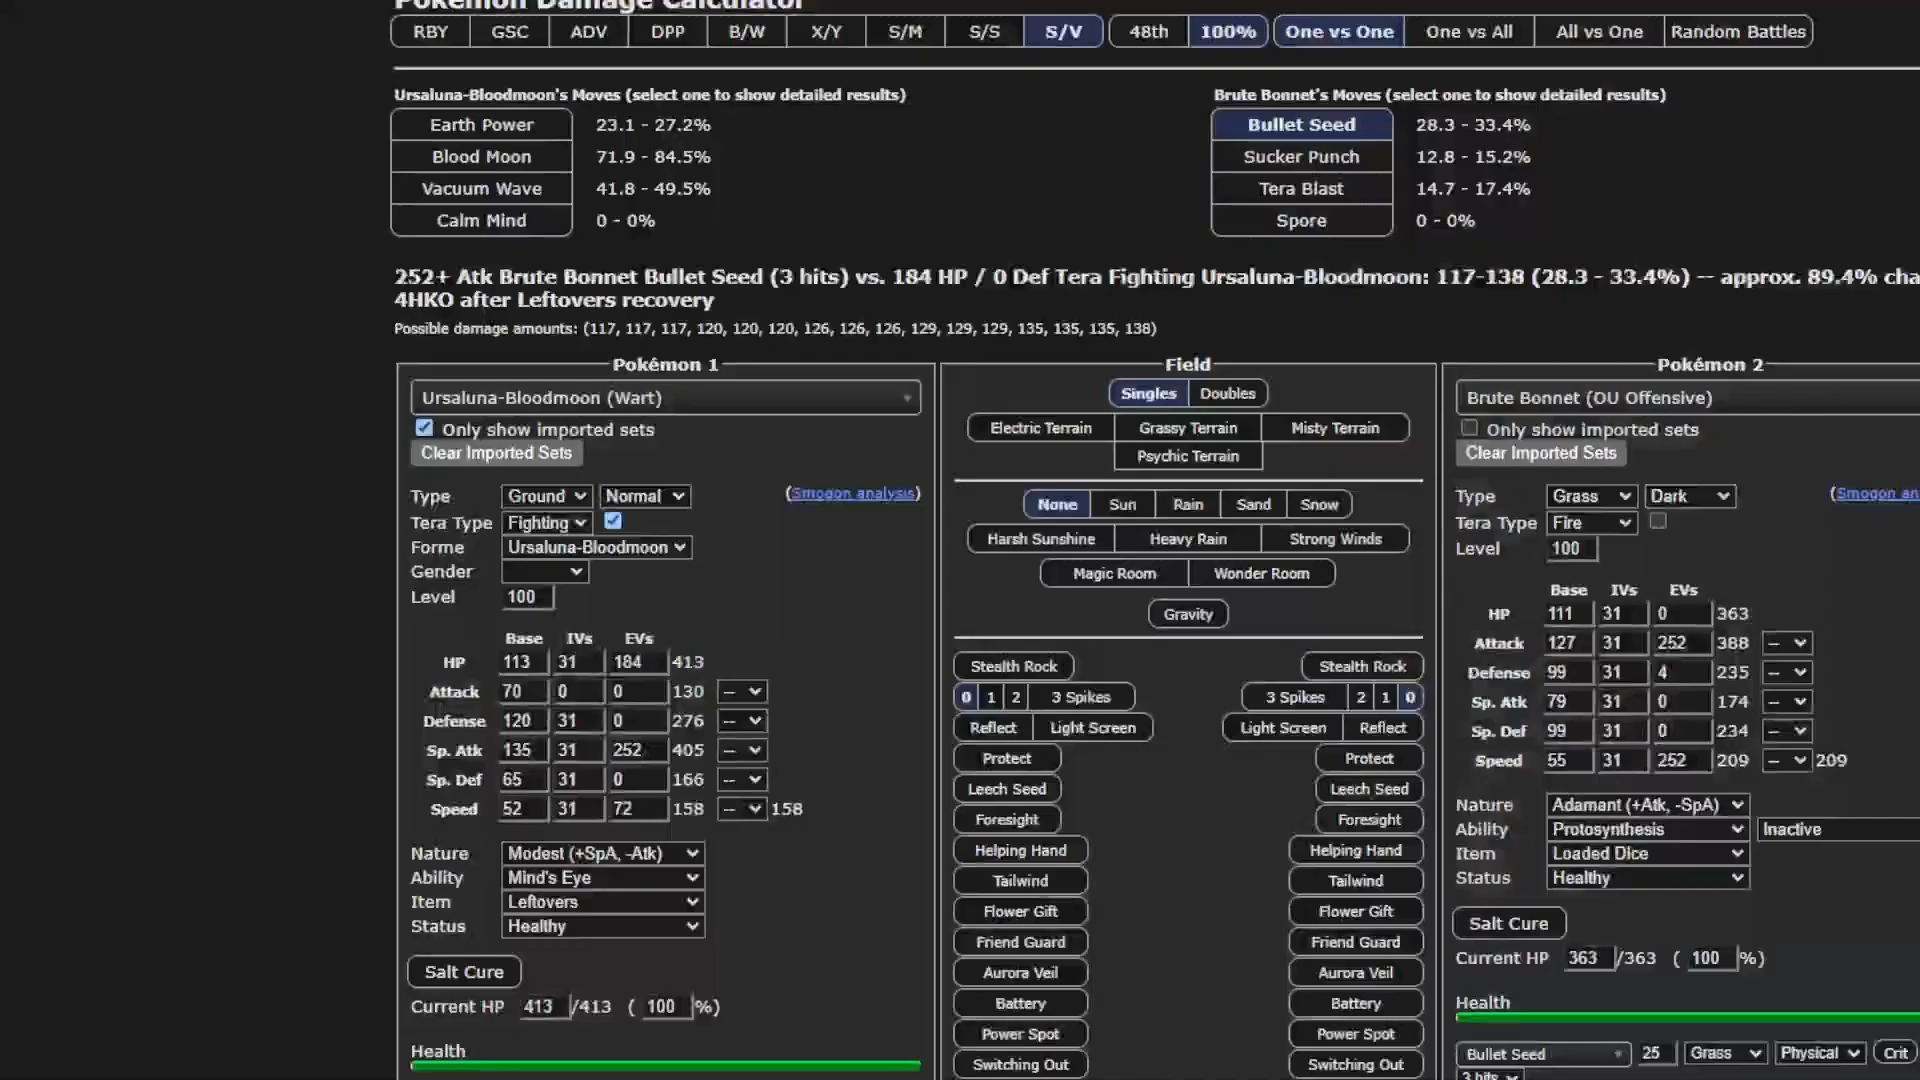 Pokémon Damage Calculator
RBY GSC ADV DPP B/W X/Y S/M S/S S/V 48th 100% One vs One One vs All All vs One Random Battles
Ursaluna-Bloodmoon's Moves (select one to show detailed results)
Earth Power 23.1 - 27.2%
Blood Moon 71.9 - 84.5%
Vacuum Wave 41.8 - 49.5%
Calm Mind 0 - 0%
Brute Bonnet's Moves (select one to show detailed results)
Bullet Seed 28.3 - 33.4%
Sucker Punch 12.8 - 15.2%
Tera Blast 14.7 - 17.4%
Spore 0 - 0%
252+ Atk Brute Bonnet Bullet Seed (3 hits) vs. 184 HP / 0 Def Tera Fighting Ursaluna-Bloodmoon: 117-138 (28.3 - 33.4%) -- approx. 89.4% cha
4HKO after Leftovers recovery
Possible damage amounts: (117, 117, 117, 120, 120, 120, 126, 126, 126, 129, 129, 129, 135, 135, 135, 138)
Pokémon 1
Ursaluna-Bloodmoon (Wart)
Only show imported sets
Clear Imported Sets
Type Ground Normal (Smogon analysis)
Tera Type Fighting
Forme Ursaluna-Bloodmoon
Gender
Level 100
Base IVs EVs
HP 113 31 184 413
Attack 70 0 0 130 --
Defense 120 31 0 276 --
Sp. Atk 135 31 252 405 --
Sp. Def 65 31 0 166 --
Speed 52 31 72 158 -- 158
Nature Modest (+SpA, -Atk)
Ability Mind's Eye
Item Leftovers
Status Healthy
Salt Cure
Current HP 413 /413 ( 100 %)
Health
Field
Singles Doubles
Electric Terrain Grassy Terrain Misty Terrain
Psychic Terrain
None Sun Rain Sand Snow
Harsh Sunshine Heavy Rain Strong Winds
Magic Room Wonder Room
Gravity
Stealth Rock Stealth Rock
0 1 2 3 Spikes 3 Spikes 2 1 0
Reflect Light Screen Light Screen Reflect
Protect Protect
Leech Seed Leech Seed
Foresight Foresight
Helping Hand Helping Hand
Tailwind Tailwind
Flower Gift Flower Gift
Friend Guard Friend Guard
Aurora Veil Aurora Veil
Battery Battery
Power Spot Power Spot
Switching Out Switching Out
Pokémon 2
Brute Bonnet (OU Offensive)
Only show imported sets
Clear Imported Sets
Type Grass Dark (Smogon an
Tera Type Fire
Level 100
Base IVs EVs
HP 111 31 0 363
Attack 127 31 252 388 --
Defense 99 31 4 235 --
Sp. Atk 79 31 0 174 --
Sp. Def 99 31 0 234 --
Speed 55 31 252 209 -- 209
Nature Adamant (+Atk, -SpA)
Ability Protosynthesis Inactive
Item Loaded Dice
Status Healthy
Salt Cure
Current HP 363 /363 ( 100 %)
Health
Bullet Seed 25 Grass Physical Crit
3 hits